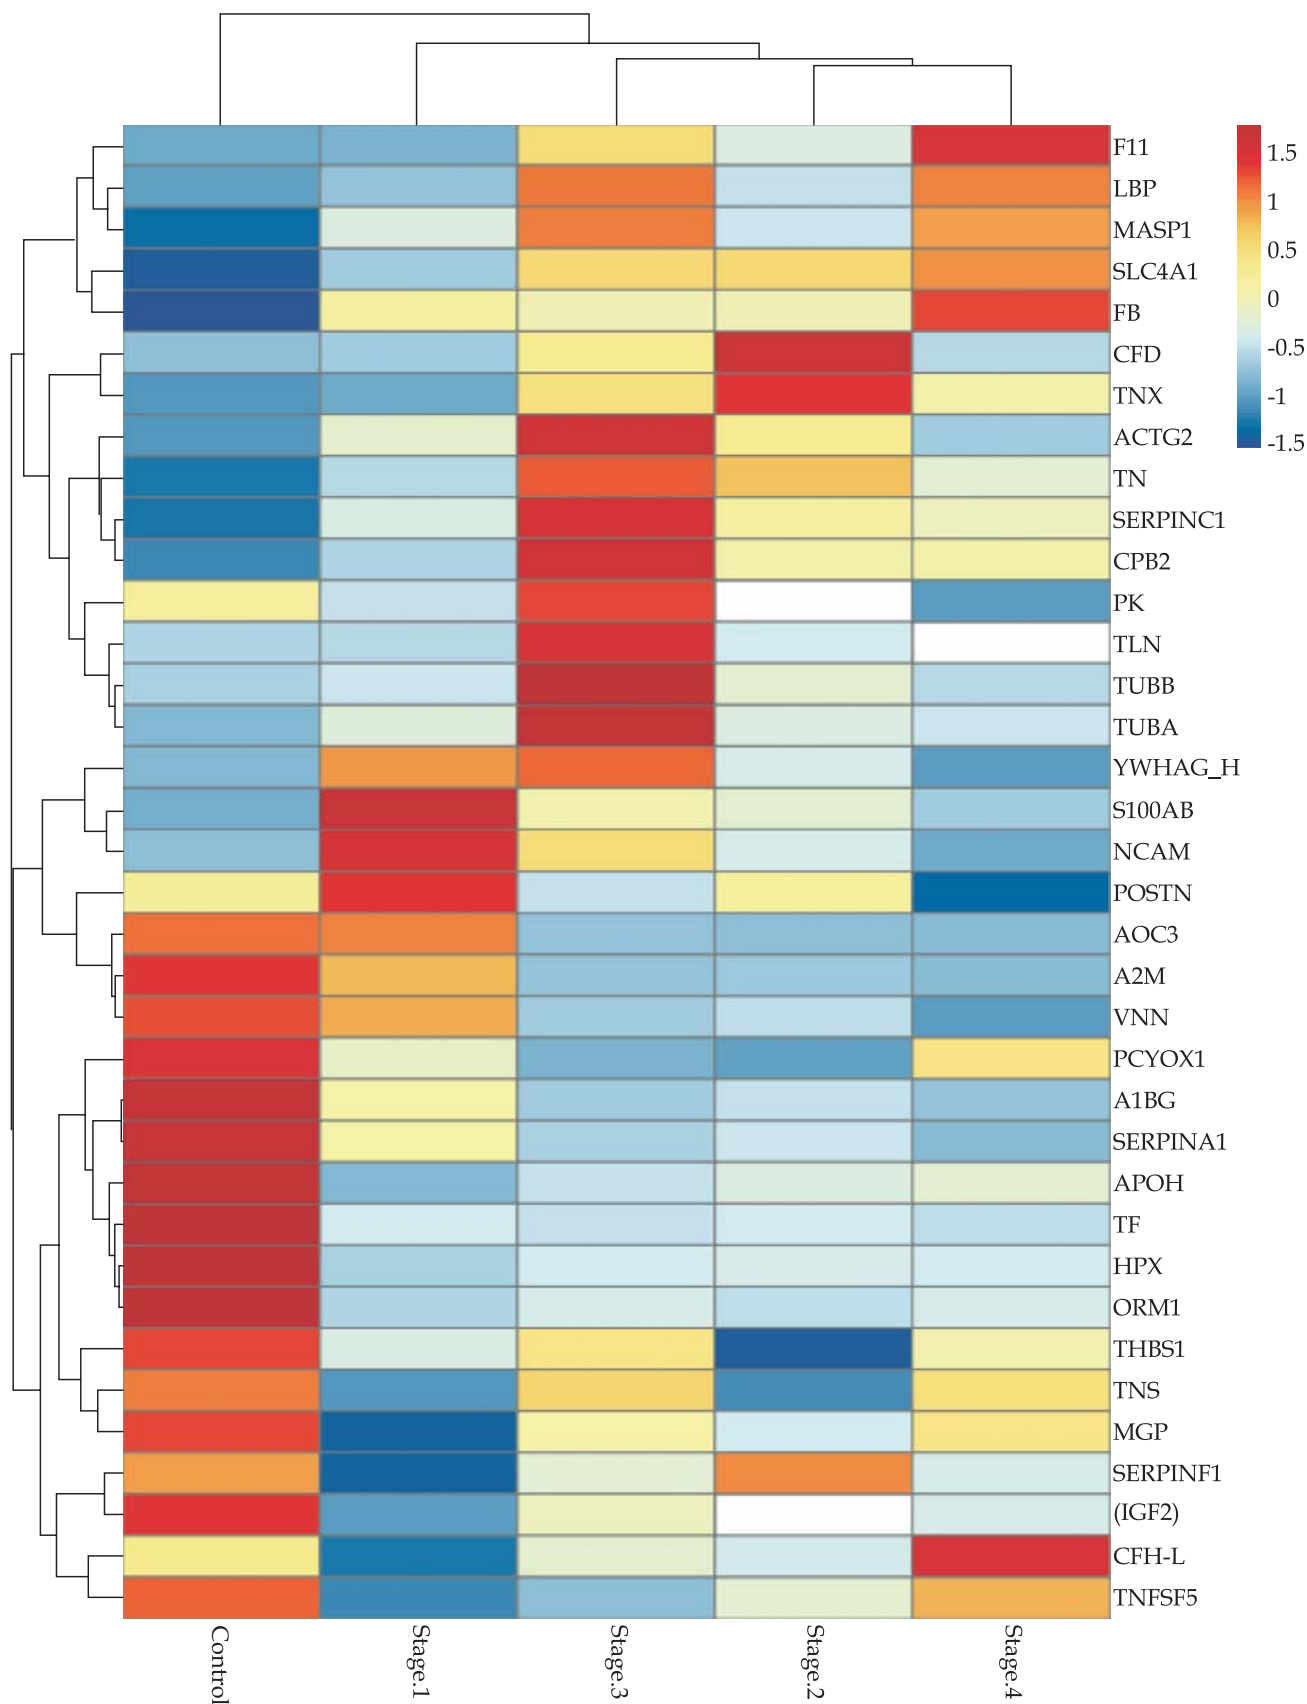 F11
LBP
MASP1
SLC4A1
FB
CFD
TNX
ACTG2
TN
SERPINC1
CPB2
PK
TLN
TUBB
TUBA
YWHAG_H
S100AB
NCAM
POSTN
AOC3
A2M
VNN
PCYOX1
A1BG
SERPINA1
APOH
TF
HPX
ORM1
THBS1
TNS
MGP
SERPINF1
(IGF2)
CFH-L
TNFSF5
1.5
1
0.5
0
-0.5
-1
-1.5
Control
Stage.1
Stage.3
Stage.2
Stage.4